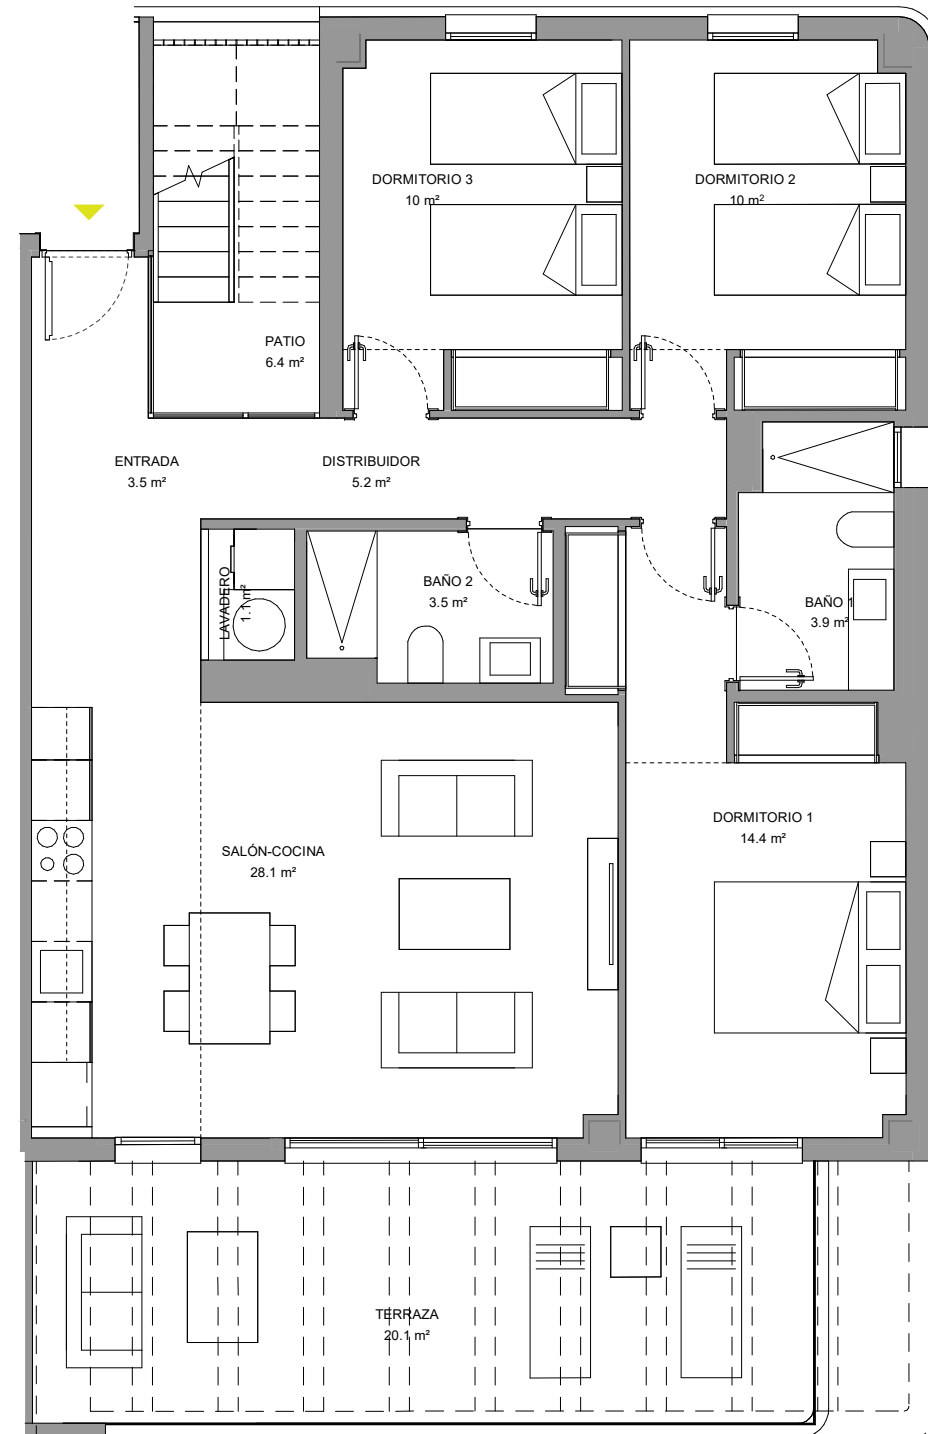 DORMITORIO 3
10 m²
DORMITORIO 2
10 m²
PATIO
6.4 m²
ENTRADA
3.5 m²
DISTRIBUIDOR
5.2 m²
LAVADERO
1.1 m²
BAÑO 2
3.5 m²
BAÑO 1
3.9 m²
DORMITORIO 1
14.4 m²
SALÓN-COCINA
28.1 m²
TERRAZA
20.1 m²